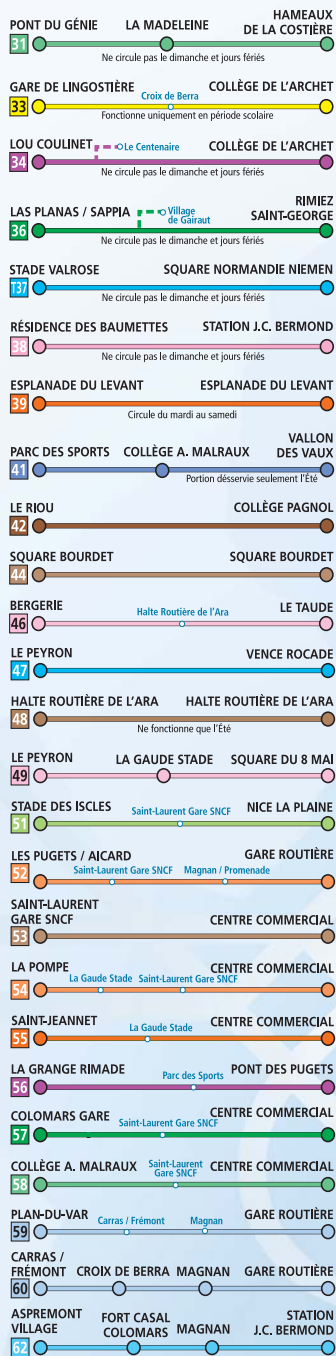 PONT DU GÉNIE LA MADELEINE HAMEAUX
DE LA COSTIÈRE
31
Ne circule pas le dimanche et jours fériés
GARE DE LINGOSTIÈRE COLLÈGE DE L'ARCHET
33 Croix de Berra
Fonctionne uniquement en période scolaire
LOU COULINET COLLÈGE DE L'ARCHET
34 Le Centenaire
Ne circule pas le dimanche et jours fériés
LAS PLANAS / SAPPIA RIMIEZ
SAINT-GEORGE
36 Village
de Gairaut
Ne circule pas le dimanche et jours fériés
STADE VALROSE SQUARE NORMANDIE NIEMEN
T37
Ne circule pas le dimanche et jours fériés
RÉSIDENCE DES BAUMETTES STATION J.C. BERMOND
38
Ne circule pas le dimanche et jours fériés
ESPLANADE DU LEVANT ESPLANADE DU LEVANT
39
Circule du mardi au samedi
PARC DES SPORTS COLLÈGE A. MALRAUX VALLON
DES VAUX
41
Portion désservie seulement l'Été
LE RIOU COLLÈGE PAGNOL
42
SQUARE BOURDET SQUARE BOURDET
44
BERGERIE LE TAUDE
46 Halte Routière de l'Ara
LE PEYRON VENCE ROCADE
47
HALTE ROUTIÈRE DE L'ARA HALTE ROUTIÈRE DE L'ARA
48
Ne fonctionne que l'Été
LE PEYRON LA GAUDE STADE SQUARE DU 8 MAI
49
STADE DES ISCLES NICE LA PLAINE
51 Saint-Laurent Gare SNCF
LES PUGETS / AICARD GARE ROUTIÈRE
52 Saint-Laurent Gare SNCF Magnan / Promenade
SAINT-LAURENT
GARE SNCF CENTRE COMMERCIAL
53
LA POMPE CENTRE COMMERCIAL
54 La Gaude Stade Saint-Laurent Gare SNCF
SAINT-JEANNET CENTRE COMMERCIAL
55 La Gaude Stade
LA GRANGE RIMADE PONT DES PUGETS
56 Parc des Sports
COLOMARS GARE CENTRE COMMERCIAL
57 Saint-Laurent Gare SNCF
COLLÈGE A. MALRAUX CENTRE COMMERCIAL
58 Saint-Laurent
Gare SNCF
PLAN-DU-VAR GARE ROUTIÈRE
59 Carras / Frémont Magnan
CARRAS /
FRÉMONT CROIX DE BERRA MAGNAN GARE ROUTIÈRE
60
ASPREMONT
VILLAGE FORT CASAL
COLOMARS MAGNAN STATION
J.C. BERMOND
62